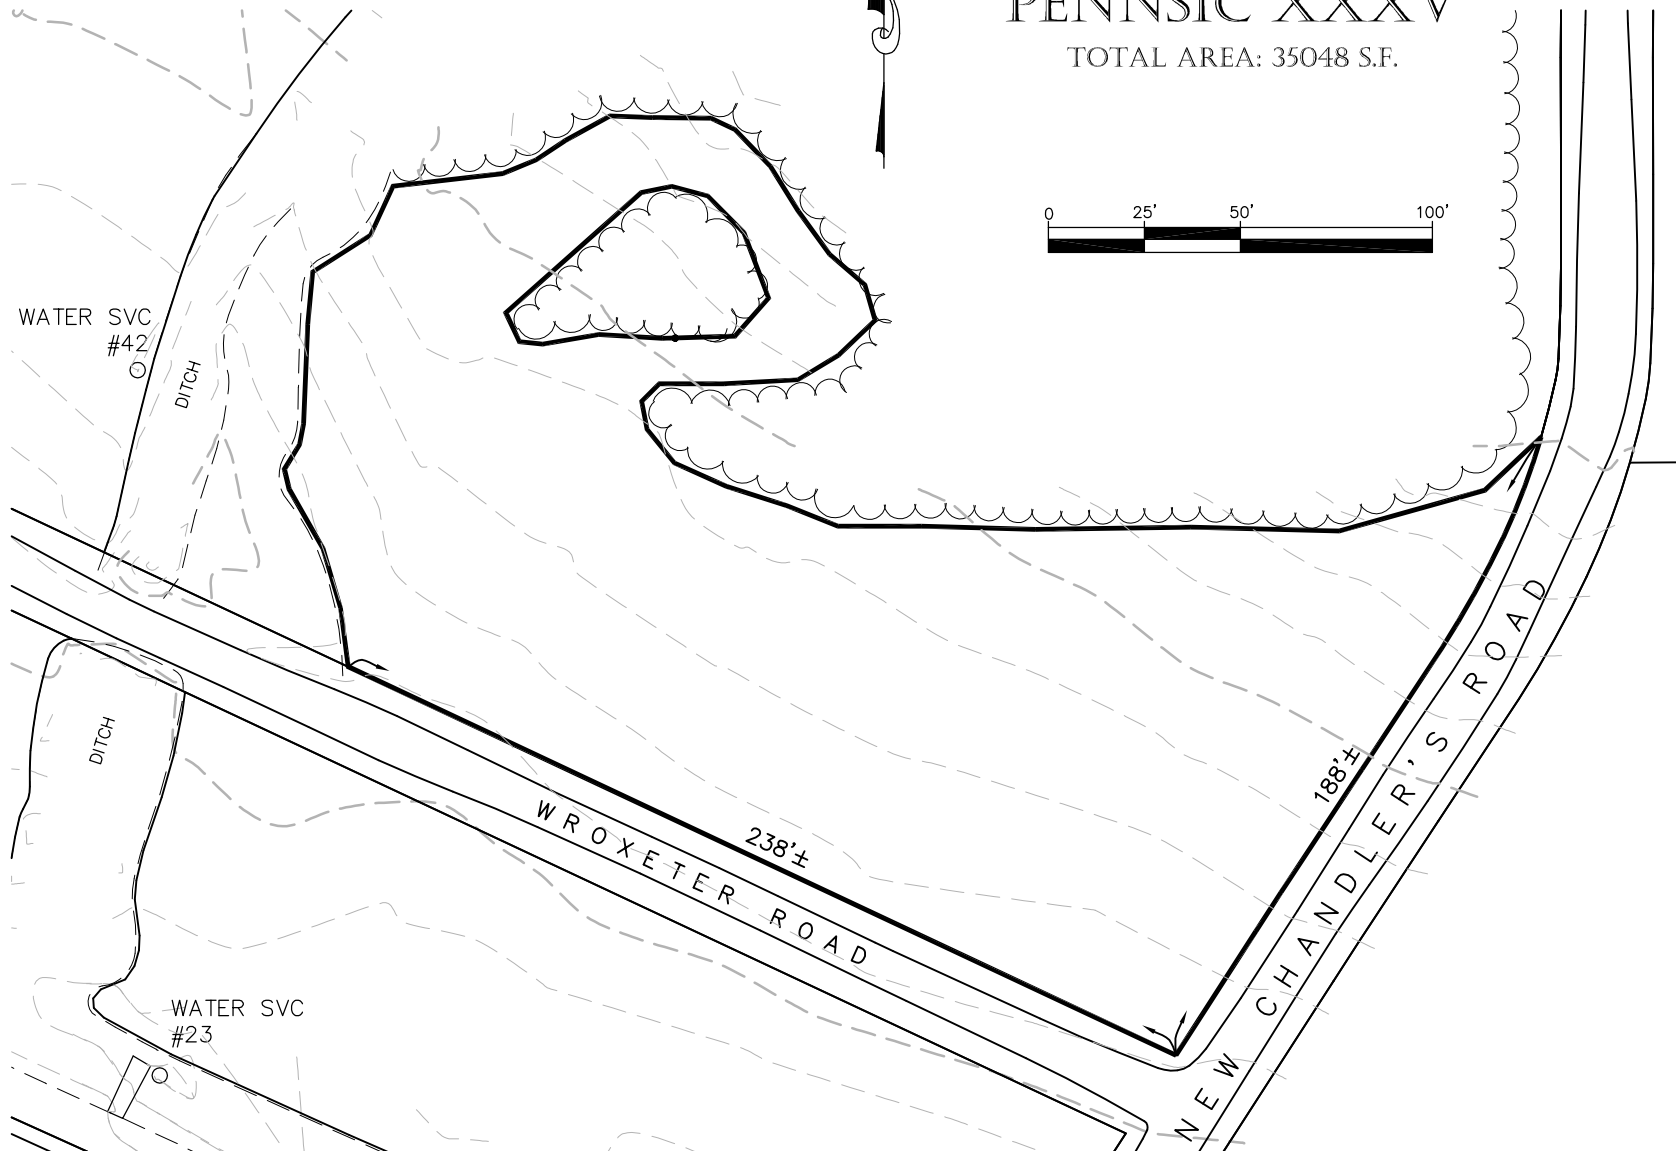 PENNSIC XXXV
TOTAL AREA: 35048 S.F.
0 25' 50' 100'
WATER SVC
#42
DITCH
DITCH
188'±
238'±
WROXETER ROAD
NEW CHANDLER'S ROAD
WATER SVC
#23